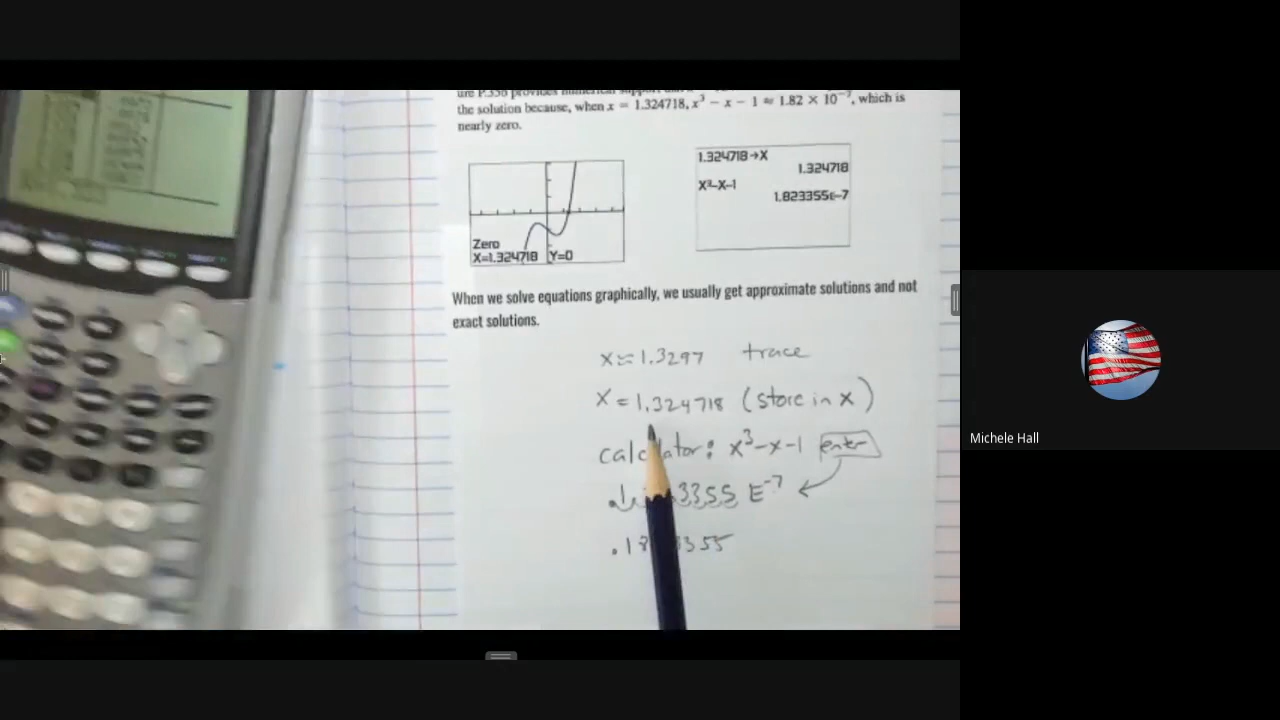 the solution because, when x = 1.324718, x³ − x − 1 ≈ 1.82 × 10⁻⁷, which is
nearly zero.
1.324718→X
1.324718
X³-X-1
1.823355E-7
Zero
X=1.324718 Y=0
When we solve equations graphically, we usually get approximate solutions and not
exact solutions.
x ≈ 1.3297 trace
x = 1.324718 (store in x)
calculator: x³-x-1 enter
3355 E⁻⁷
.18 3355
Michele Hall